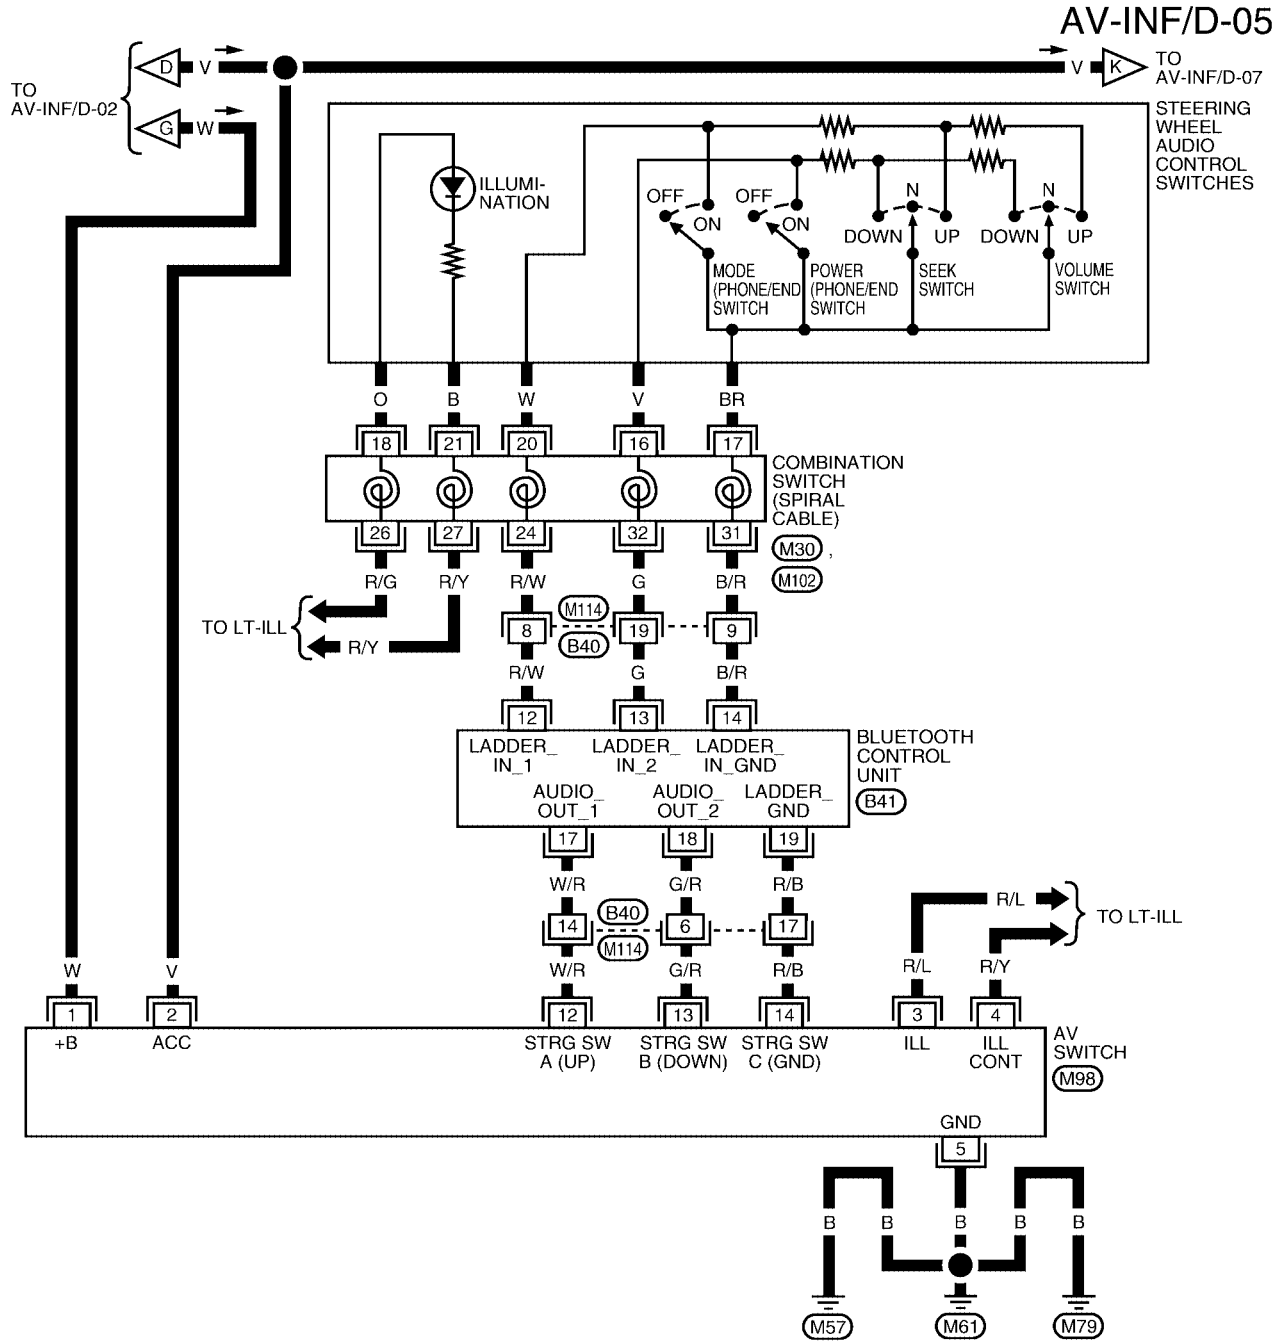 AV-INF/D-05
TO
AV-INF/D-02
D
V
G
W
V
K
TO
AV-INF/D-07
STEERING
WHEEL
AUDIO
CONTROL
SWITCHES
ILLUMI-
NATION
OFF
ON
OFF
ON
N
DOWN
UP
N
DOWN
UP
MODE
(PHONE/END
SWITCH
POWER
(PHONE/END
SWITCH
SEEK
SWITCH
VOLUME
SWITCH
O
B
W
V
BR
18
21
20
16
17
COMBINATION
SWITCH
(SPIRAL
CABLE)
26
27
24
32
31
M30 ,
M102
R/G
R/Y
R/W
G
B/R
TO LT-ILL
R/Y
8
M114
B40
19
9
R/W
G
B/R
12
13
14
LADDER_
IN_1
LADDER_
IN_2
LADDER_
IN_GND
AUDIO_
OUT_1
AUDIO_
OUT_2
LADDER_
GND
BLUETOOTH
CONTROL
UNIT
B41
17
18
19
W/R
G/R
R/B
14
B40
M114
6
17
W/R
G/R
R/B
R/L
TO LT-ILL
R/L
R/Y
W
V
1
2
12
13
14
3
4
+B
ACC
STRG SW
A (UP)
STRG SW
B (DOWN)
STRG SW
C (GND)
ILL
ILL
CONT
AV
SWITCH
M98
GND
5
B
B
B
B
B
M57
M61
M79